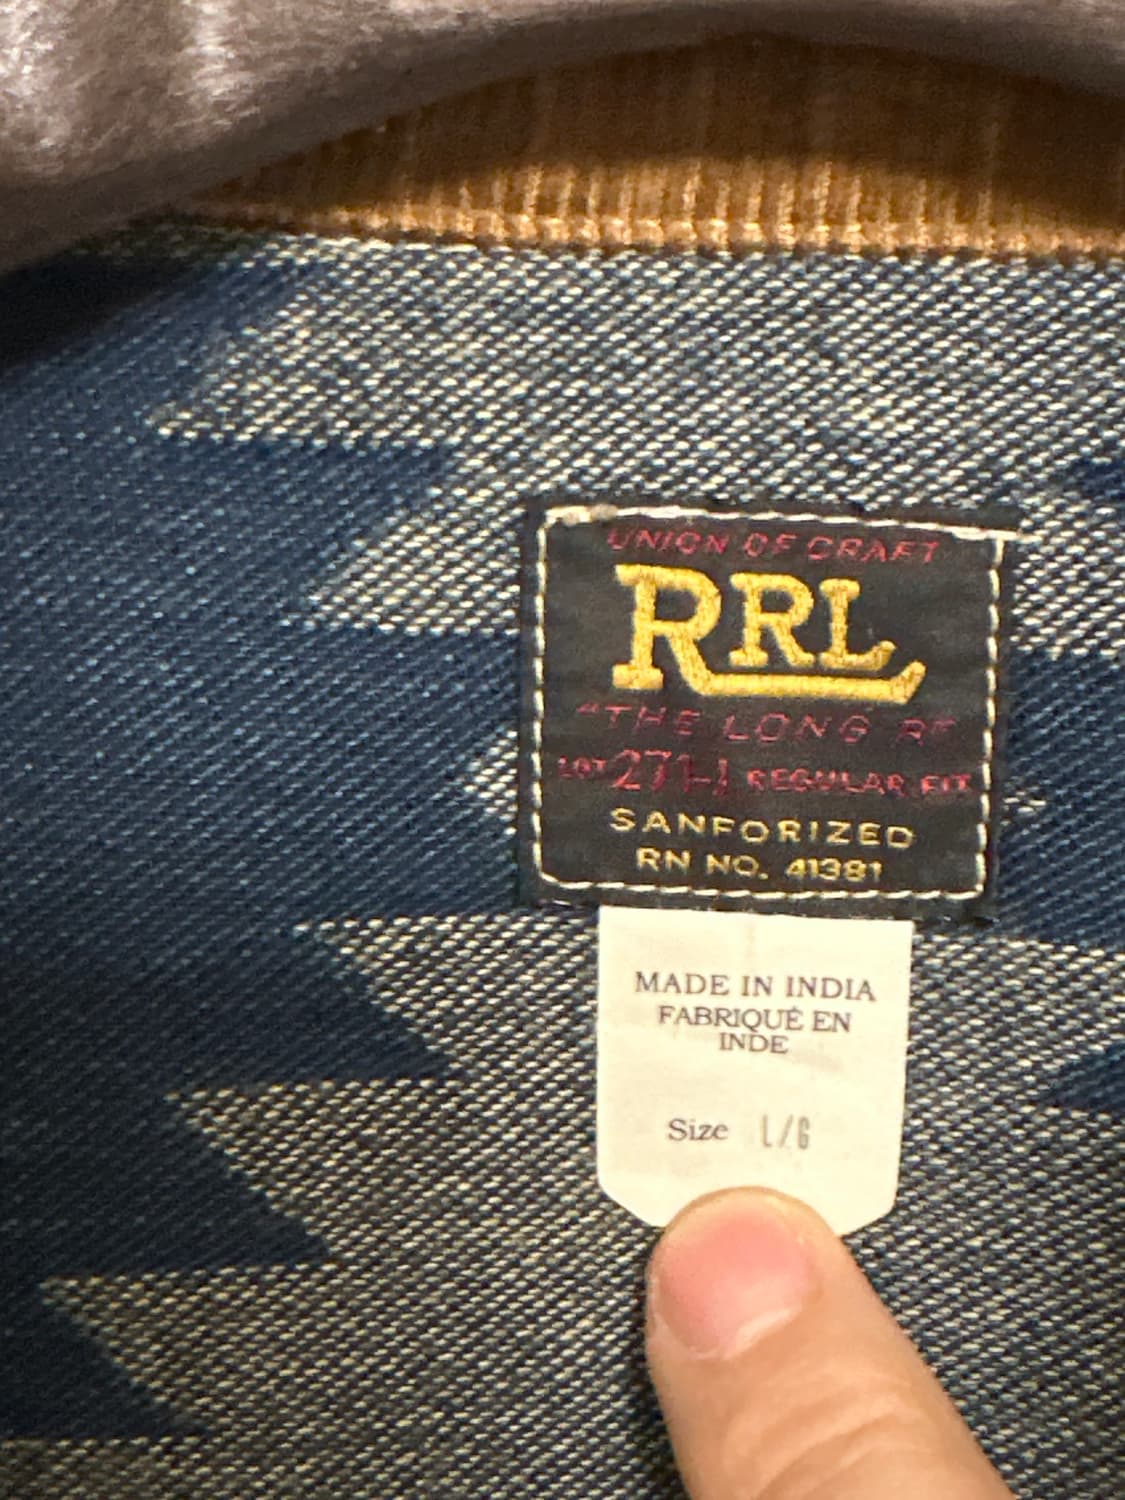 UNION OF CRAFT
RRL
"THE LONG R"
LOT 271-1 REGULAR FIT
SANFORIZED
RN NO. 41381
MADE IN INDIA
FABRIQUÉ EN
INDE
Size L/G